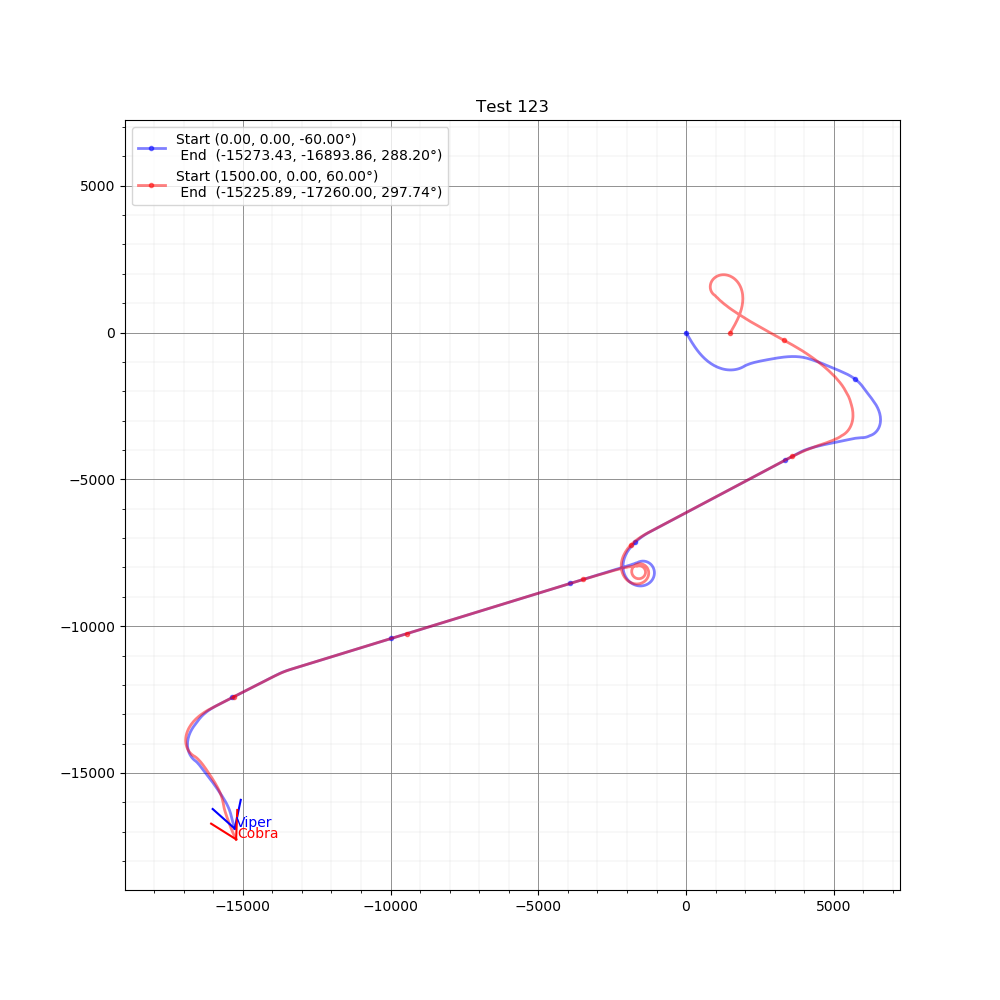 Test 123
Start (0.00, 0.00, -60.00°)
End (-15273.43, -16893.86, 288.20°)
Start (1500.00, 0.00, 60.00°)
End (-15225.89, -17260.00, 297.74°)
5000
0
−5000
−10000
−15000
Viper
Cobra
−15000 −10000 −5000 0 5000